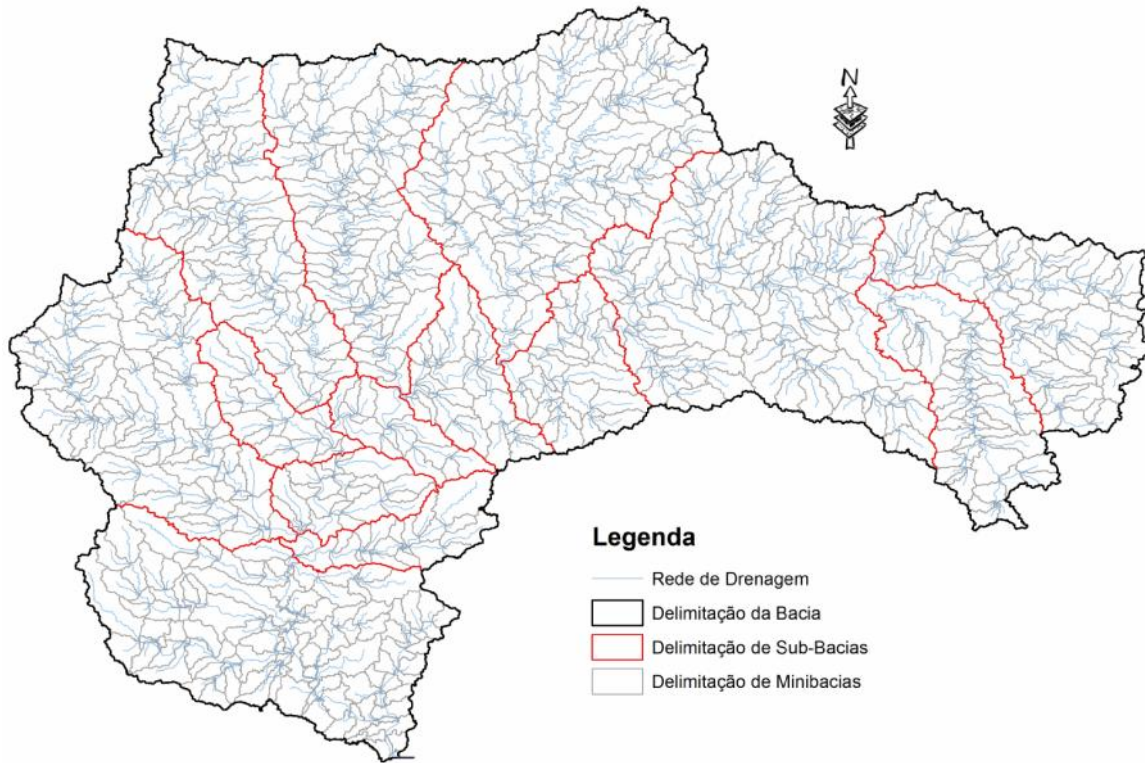 N
Legenda
Rede de Drenagem
Delimitação da Bacia
Delimitação de Sub-Bacias
Delimitação de Minibacias